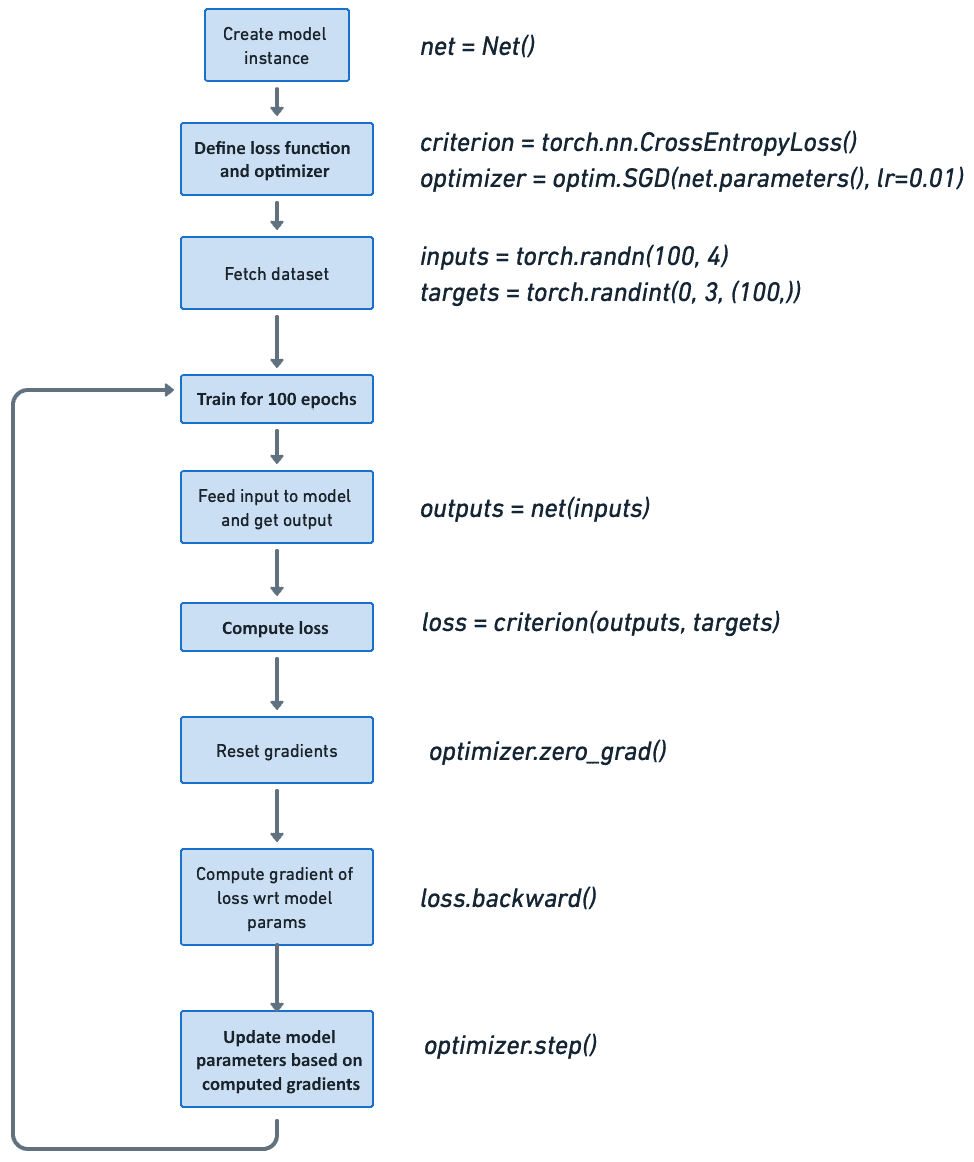 Create model
instance
net = Net()
Define loss function
and optimizer
criterion = torch.nn.CrossEntropyLoss()
optimizer = optim.SGD(net.parameters(), lr=0.01)
Fetch dataset
inputs = torch.randn(100, 4)
targets = torch.randint(0, 3, (100,))
Train for 100 epochs
Feed input to model
and get output
outputs = net(inputs)
Compute loss
loss = criterion(outputs, targets)
Reset gradients
optimizer.zero_grad()
Compute gradient of
loss wrt model
params
loss.backward()
Update model
parameters based on
computed gradients
optimizer.step()